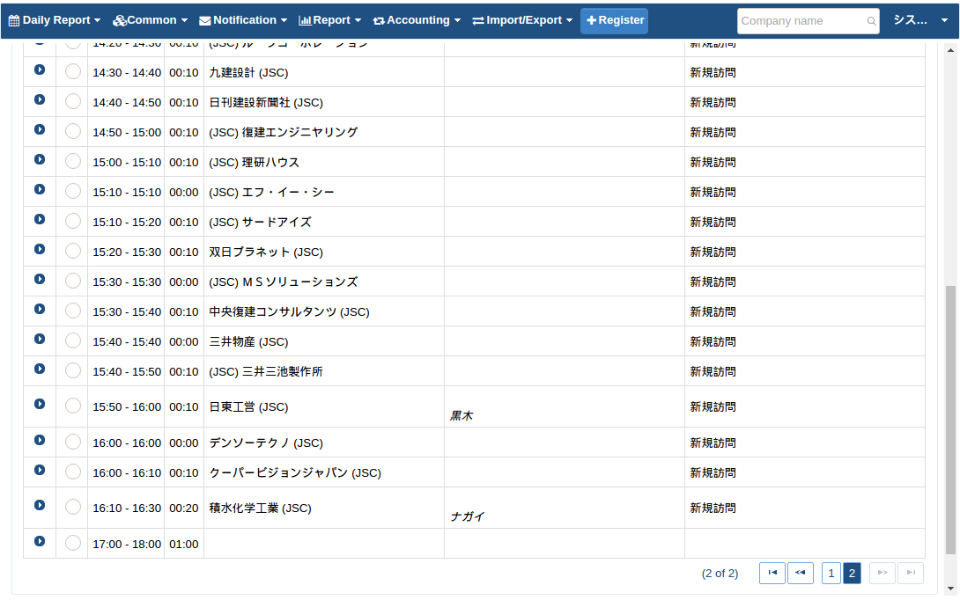 Daily Report Common Notification Report Accounting Import/Export Register Company name シス...
14:20 - 14:30 00:10 (JSC) ループコーポレーション 新規訪問
14:30 - 14:40 00:10 九建設計 (JSC) 新規訪問
14:40 - 14:50 00:10 日刊建設新聞社 (JSC) 新規訪問
14:50 - 15:00 00:10 (JSC) 復建エンジニヤリング 新規訪問
15:00 - 15:10 00:10 (JSC) 理研ハウス 新規訪問
15:10 - 15:10 00:00 (JSC) エフ・イー・シー 新規訪問
15:10 - 15:20 00:10 (JSC) サードアイズ 新規訪問
15:20 - 15:30 00:10 双日プラネット (JSC) 新規訪問
15:30 - 15:30 00:00 (JSC) ＭＳソリューションズ 新規訪問
15:30 - 15:40 00:10 中央復建コンサルタンツ (JSC) 新規訪問
15:40 - 15:40 00:00 三井物産 (JSC) 新規訪問
15:40 - 15:50 00:10 (JSC) 三井三池製作所 新規訪問
15:50 - 16:00 00:10 日東工営 (JSC) 黒木 新規訪問
16:00 - 16:00 00:00 デンソーテクノ (JSC) 新規訪問
16:00 - 16:10 00:10 クーパービジョンジャパン (JSC) 新規訪問
16:10 - 16:30 00:20 積水化学工業 (JSC) ナガイ 新規訪問
17:00 - 18:00 01:00
(2 of 2) 1 2